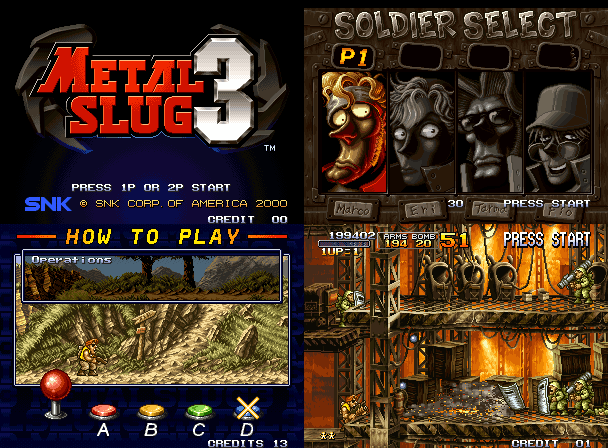 METAL
SLUG 3
TM
PRESS 1P OR 2P START
SNK © SNK CORP. OF AMERICA 2000
CREDIT 00
SOLDIER SELECT
P1
30 PRESS START
Marco Eri Tarma Fio
HOW TO PLAY
Operations
A B C D
CREDITS 13
199402 ARMS BOMB 51 PRESS START
194 20
1UP=1
CREDIT 01